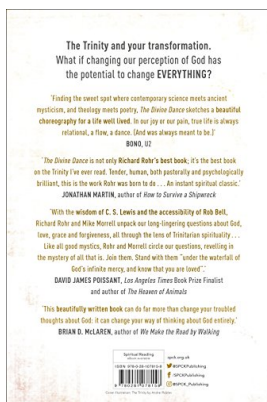 The Trinity and your transformation.
What if changing our perception of God has
the potential to change EVERYTHING?
'Finding the sweet spot where contemporary science meets ancient
mysticism, and theology meets poetry, The Divine Dance sketches a beautiful
choreography for a life well lived. In our joy or our pain, true life is always
relational, a flow, a dance. (And was always meant to be.)'
BONO, U2
'The Divine Dance is not only Richard Rohr's best book; it's the best book
on the Trinity I've ever read. Tender, human, both pastorally and psychologically
brilliant, this is the work Rohr was born to do . . . An instant spiritual classic.'
JONATHAN MARTIN, author of How to Survive a Shipwreck
'With the wisdom of C. S. Lewis and the accessibility of Rob Bell,
Richard Rohr and Mike Morrell unpack our long-lingering questions about God,
love, grace and forgiveness, all through the lens of Trinitarian spirituality . . .
Like all good mystics, Rohr and Morrell circle our questions, revelling in
the mystery of all that is. Join them. Stand with them "under the waterfall of
God's infinite mercy, and know that you are loved".'
DAVID JAMES POISSANT, Los Angeles Times Book Prize Finalist
and author of The Heaven of Animals
'This beautifully written book can do far more than change your troubled
thoughts about God; it can change your way of thinking about God entirely.'
BRIAN D. McLAREN, author of We Make the Road by Walking
Spiritual Reading
spck.org.uk
@SPCKPublishing
/SPCKPublishing
@SPCK_Publishing